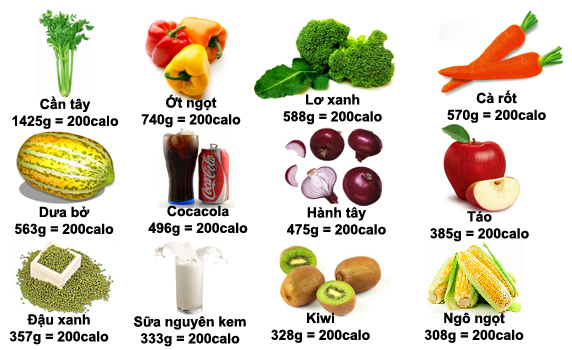 Cần tây
1425g = 200calo
Ớt ngọt
740g = 200calo
Lơ xanh
588g = 200calo
Cà rốt
570g = 200calo
Dưa bở
563g = 200calo
Coca-Cola
Cocacola
496g = 200calo
Hành tây
475g = 200calo
Táo
385g = 200calo
Đậu xanh
357g = 200calo
Sữa nguyên kem
333g = 200calo
Kiwi
328g = 200calo
Ngô ngọt
308g = 200calo